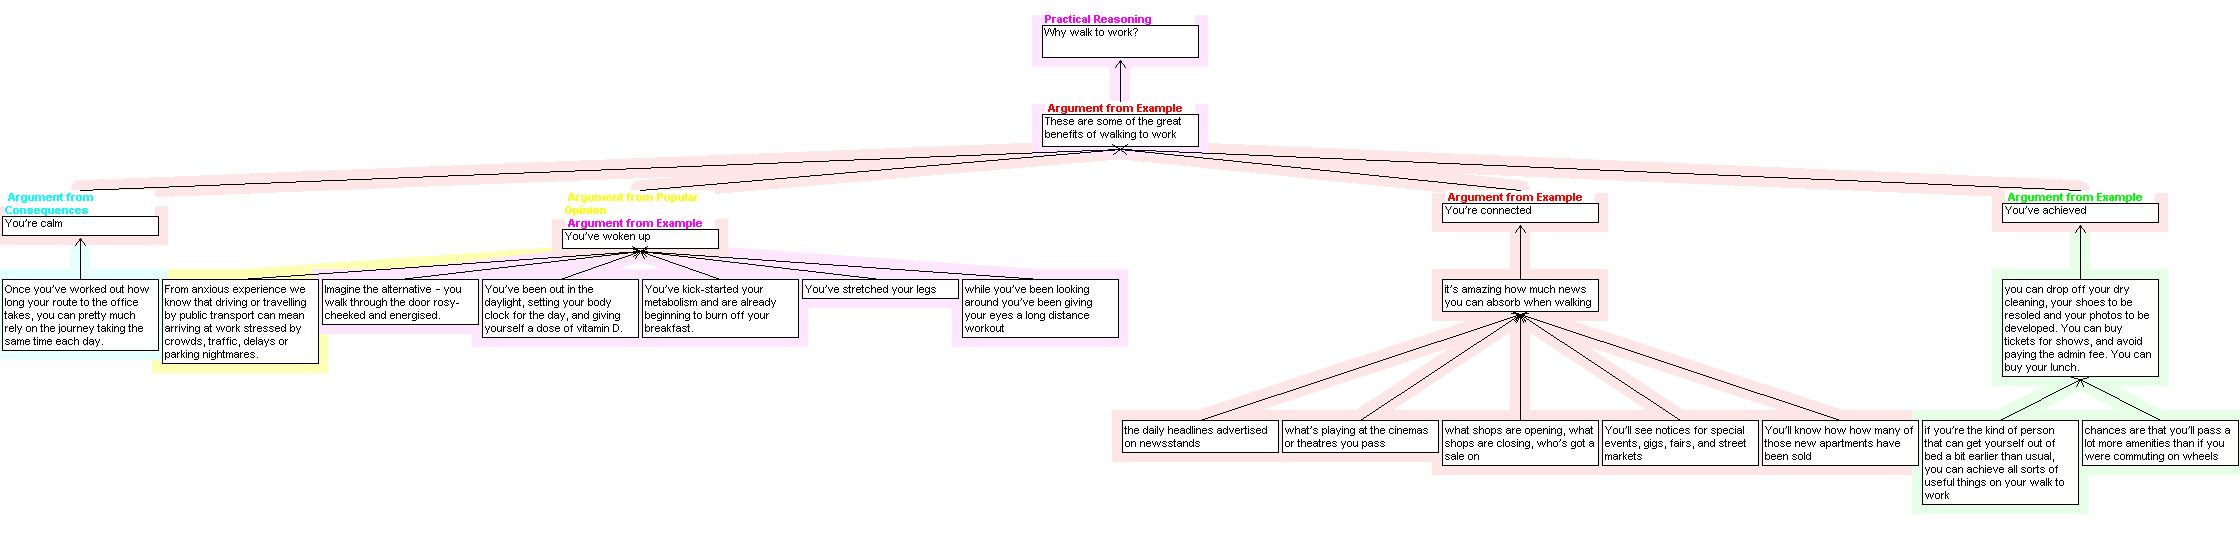 Practical Reasoning
Why walk to work?
Argument from Example
These are some of the great
benefits of walking to work
Argument from
Consequences
You're calm
Argument from Popular
Opinion
Argument from Example
You've woken up
Argument from Example
You're connected
Argument from Example
You've achieved
Once you've worked out how
long your route to the office
takes, you can pretty much
rely on the journey taking the
same time each day.
From anxious experience we
know that driving or travelling
by public transport can mean
arriving at work stressed by
crowds, traffic, delays or
parking nightmares.
Imagine the alternative – you
walk through the door rosy-
cheeked and energised.
You've been out in the
daylight, setting your body
clock for the day, and giving
yourself a dose of vitamin D.
You've kick-started your
metabolism and are already
beginning to burn off your
breakfast.
You've stretched your legs
while you've been looking
around you've been giving
your eyes a long distance
workout
it's amazing how much news
you can absorb when walking
you can drop off your dry
cleaning, your shoes to be
resoled and your photos to be
developed. You can buy
tickets for shows, and avoid
paying the admin fee. You can
buy your lunch.
the daily headlines advertised
on newsstands
what's playing at the cinemas
or theatres you pass
what shops are opening, what
shops are closing, who's got a
sale on
You'll see notices for special
events, gigs, fairs, and street
markets
You'll know how how many of
those new apartments have
been sold
if you're the kind of person
that can get yourself out of
bed a bit earlier than usual,
you can achieve all sorts of
useful things on your walk to
work
chances are that you'll pass a
lot more amenities than if you
were commuting on wheels